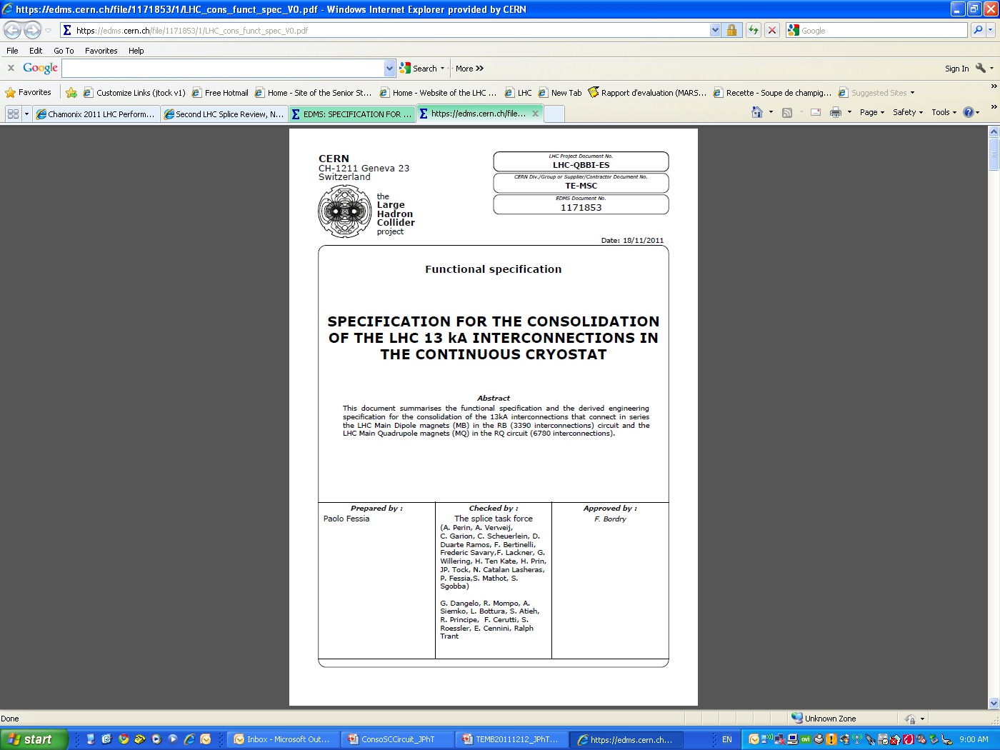 https://edms.cern.ch/file/1171853/1/LHC_cons_funct_spec_V0.pdf - Windows Internet Explorer provided by CERN
https://edms.cern.ch/file/1171853/1/LHC_cons_funct_spec_V0.pdf
Google
File Edit Go To Favorites Help
x Google Search More >> Sign In
Favorites Customize Links (jtock v1) Free Hotmail Home - Site of the Senior St... Home - Website of the LHC ... LHC New Tab Rapport d'evaluation (MARS... Recette - Soupe de champig... Suggested Sites
Chamonix 2011 LHC Perform... Second LHC Splice Review, N... EDMS: SPECIFICATION FOR ... https://edms.cern.ch/file... Page Safety Tools
CERN
CH-1211 Geneva 23
Switzerland
the
Large
Hadron
Collider
project
LHC Project Document No.
LHC-QBBI-ES
CERN Div./Group or Supplier/Contractor Document No.
TE-MSC
EDMS Document No.
1171853
Date: 18/11/2011
Functional specification
SPECIFICATION FOR THE CONSOLIDATION
OF THE LHC 13 kA INTERCONNECTIONS IN
THE CONTINUOUS CRYOSTAT
Abstract
This document summarises the functional specification and the derived engineering
specification for the consolidation of the 13kA interconnections that connect in series
the LHC Main Dipole magnets (MB) in the RB (3390 interconnections) circuit and the
LHC Main Quadrupole magnets (MQ) in the RQ circuit (6780 interconnections).
Prepared by :
Paolo Fessia
Checked by :
The splice task force
(A. Perin, A. Verweij,
C. Garion, C. Scheuerlein, D.
Duarte Ramos, F. Bertinelli,
Frederic Savary,F. Lackner, G.
Willering, H. Ten Kate, H. Prin,
JP. Tock, N. Catalan Lasheras,
P. Fessia,S. Mathot, S.
Sgobba)
G. Dangelo, R. Mompo, A.
Siemko, L. Bottura, S. Atieh,
R. Principe, F. Cerutti, S.
Roessler, E. Cennini, Ralph
Trant
Approved by :
F. Bordry
Done Unknown Zone
start Inbox - Microsoft Out... ConsoSCCircuit_JPhT TEMB20111212_JPhT... https://edms.cern.ch... EN ovi 9:00 AM